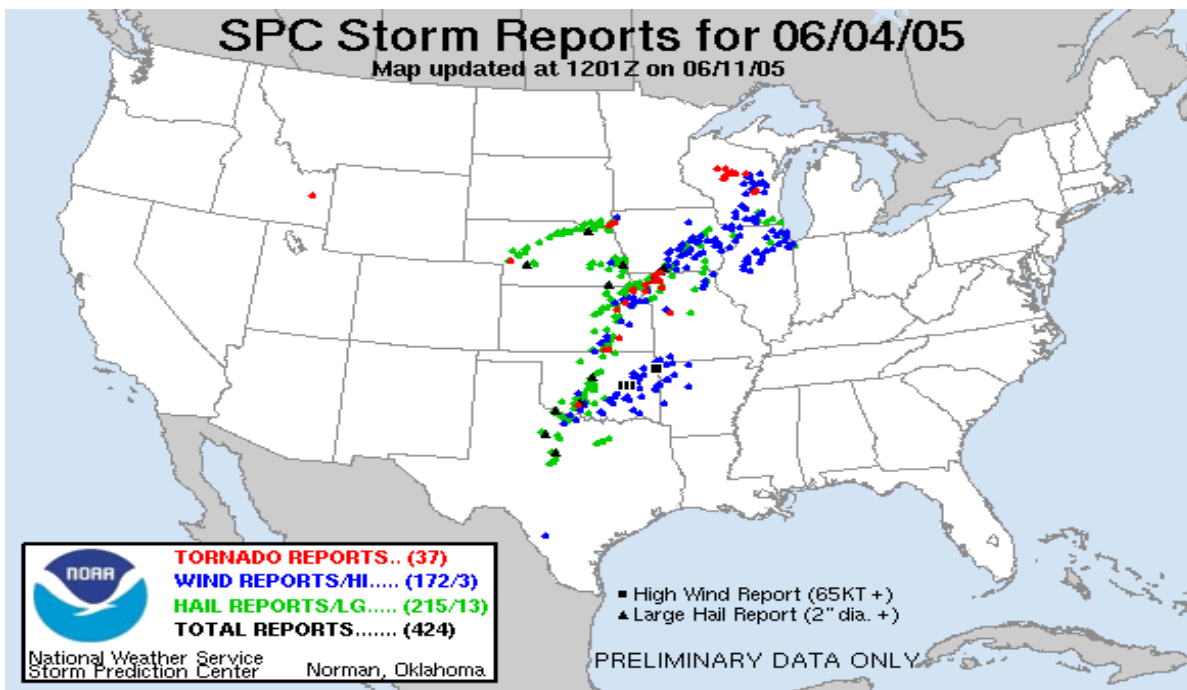 SPC Storm Reports for 06/04/05
Map updated at 1201Z on 06/11/05
NOAA
TORNADO REPORTS.. (37)
WIND REPORTS/HI..... (172/3)
HAIL REPORTS/LG..... (215/13)
TOTAL REPORTS....... (424)
National Weather Service
Storm Prediction Center
Norman, Oklahoma
High Wind Report (65KT +)
Large Hail Report (2" dia. +)
PRELIMINARY DATA ONLY